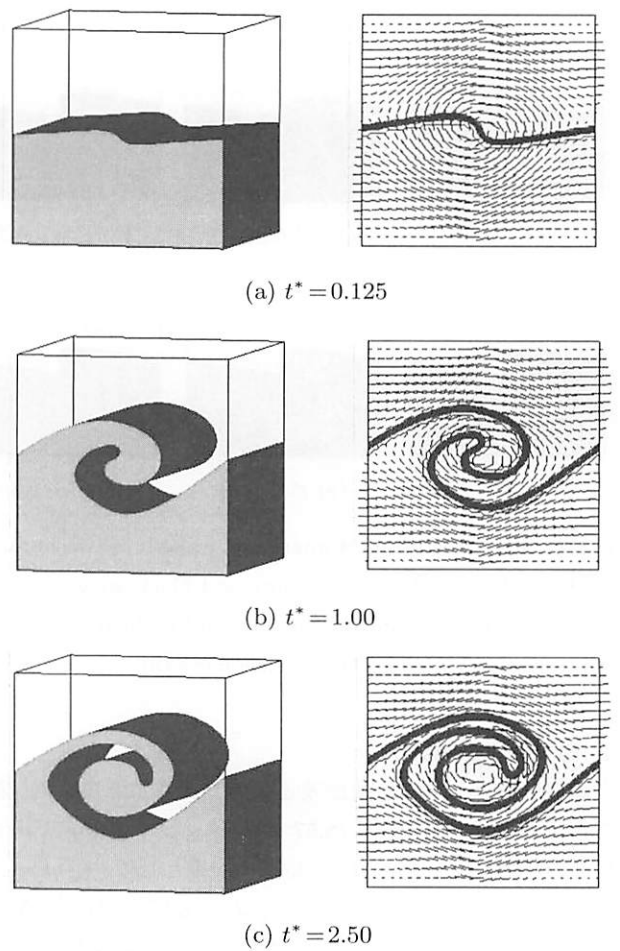 (a) t* = 0.125
(b) t* = 1.00
(c) t* = 2.50